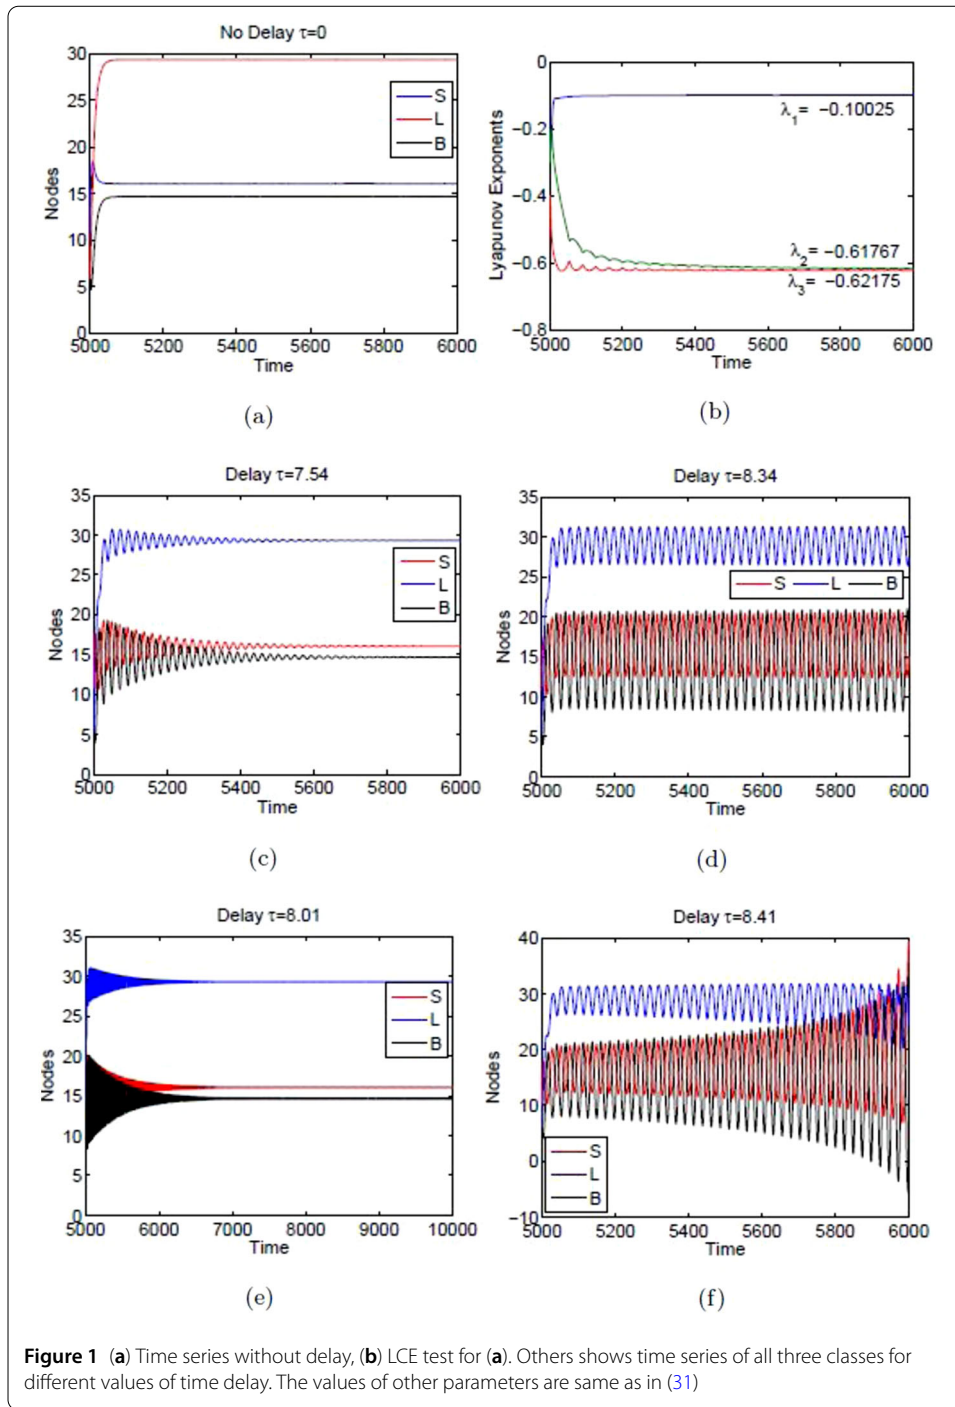 No Delay τ=0
30
25
20
15
10
5
0
Nodes
S
L
B
5000 5200 5400 5600 5800 6000
Time
(a)
0
−0.2
−0.4
−0.6
−0.8
Lyapunov Exponents
λ1= −0.10025
λ2= −0.61767
λ3= −0.62175
5000 5200 5400 5600 5800 6000
Time
(b)
Delay τ=7.54
35
30
25
20
15
10
5
0
Nodes
S
L
B
5000 5200 5400 5600 5800 6000
Time
(c)
Delay τ=8.34
35
30
25
20
15
10
5
0
Nodes
S L B
5000 5200 5400 5600 5800 6000
Time
(d)
Delay τ=8.01
35
30
25
20
15
10
5
0
Nodes
S
L
B
5000 6000 7000 8000 9000 10000
Time
(e)
Delay τ=8.41
40
30
20
10
0
−10
Nodes
S
L
B
5000 5200 5400 5600 5800 6000
Time
(f)
Figure 1 (a) Time series without delay, (b) LCE test for (a). Others shows time series of all three classes for
different values of time delay. The values of other parameters are same as in (31)